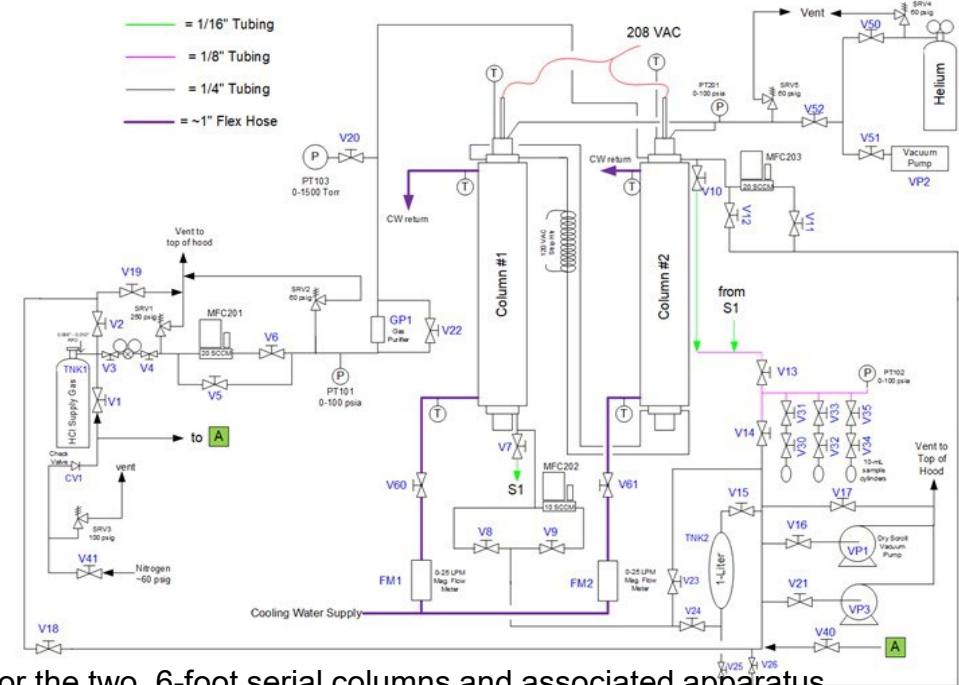 = 1/16" Tubing
= 1/8" Tubing
= 1/4" Tubing
= ~1" Flex Hose
208 VAC
Vent
SRV4
60 psig
V50
Helium
PT201
0-100 psia
P
SRV5
60 psig
V52
V51
Vacuum
Pump
VP2
T
T
V20
P
PT103
0-1500 Torr
CW return
T
CW return
T
V10
MFC203
20 SCCM
V12
V11
Vent to
top of hood
V19
V2
SRV1
250 psig
MFC201
20 SCCM
V6
V5
V3
V4
TNK1
HCl Supply Gas
V1
SRV2
60 psig
GP1
Gas
Purifier
V22
P
PT101
0-100 psia
Column #1
120 VAC
Column #2
from
S1
V13
P
PT102
0-100 psia
V31
V33
V35
V30
V32
V34
10-mL
sample
cylinders
V14
to A
Check
Valve
CV1
vent
SRV3
100 psig
V41
Nitrogen
~60 psig
T
T
V7
S1
MFC202
10 SCCM
V60
V61
V8
V9
FM1
0-25 LPM
Mag. Flow
Meter
FM2
0-25 LPM
Mag. Flow
Meter
Cooling Water Supply
V15
TNK2
1-Liter
V23
V24
V25
V26
Vent to
Top of
Hood
V17
V16
VP1
Dry Scroll
Vacuum
Pump
V21
VP3
V40
A
V18
or the two, 6-foot serial columns and associated apparatus